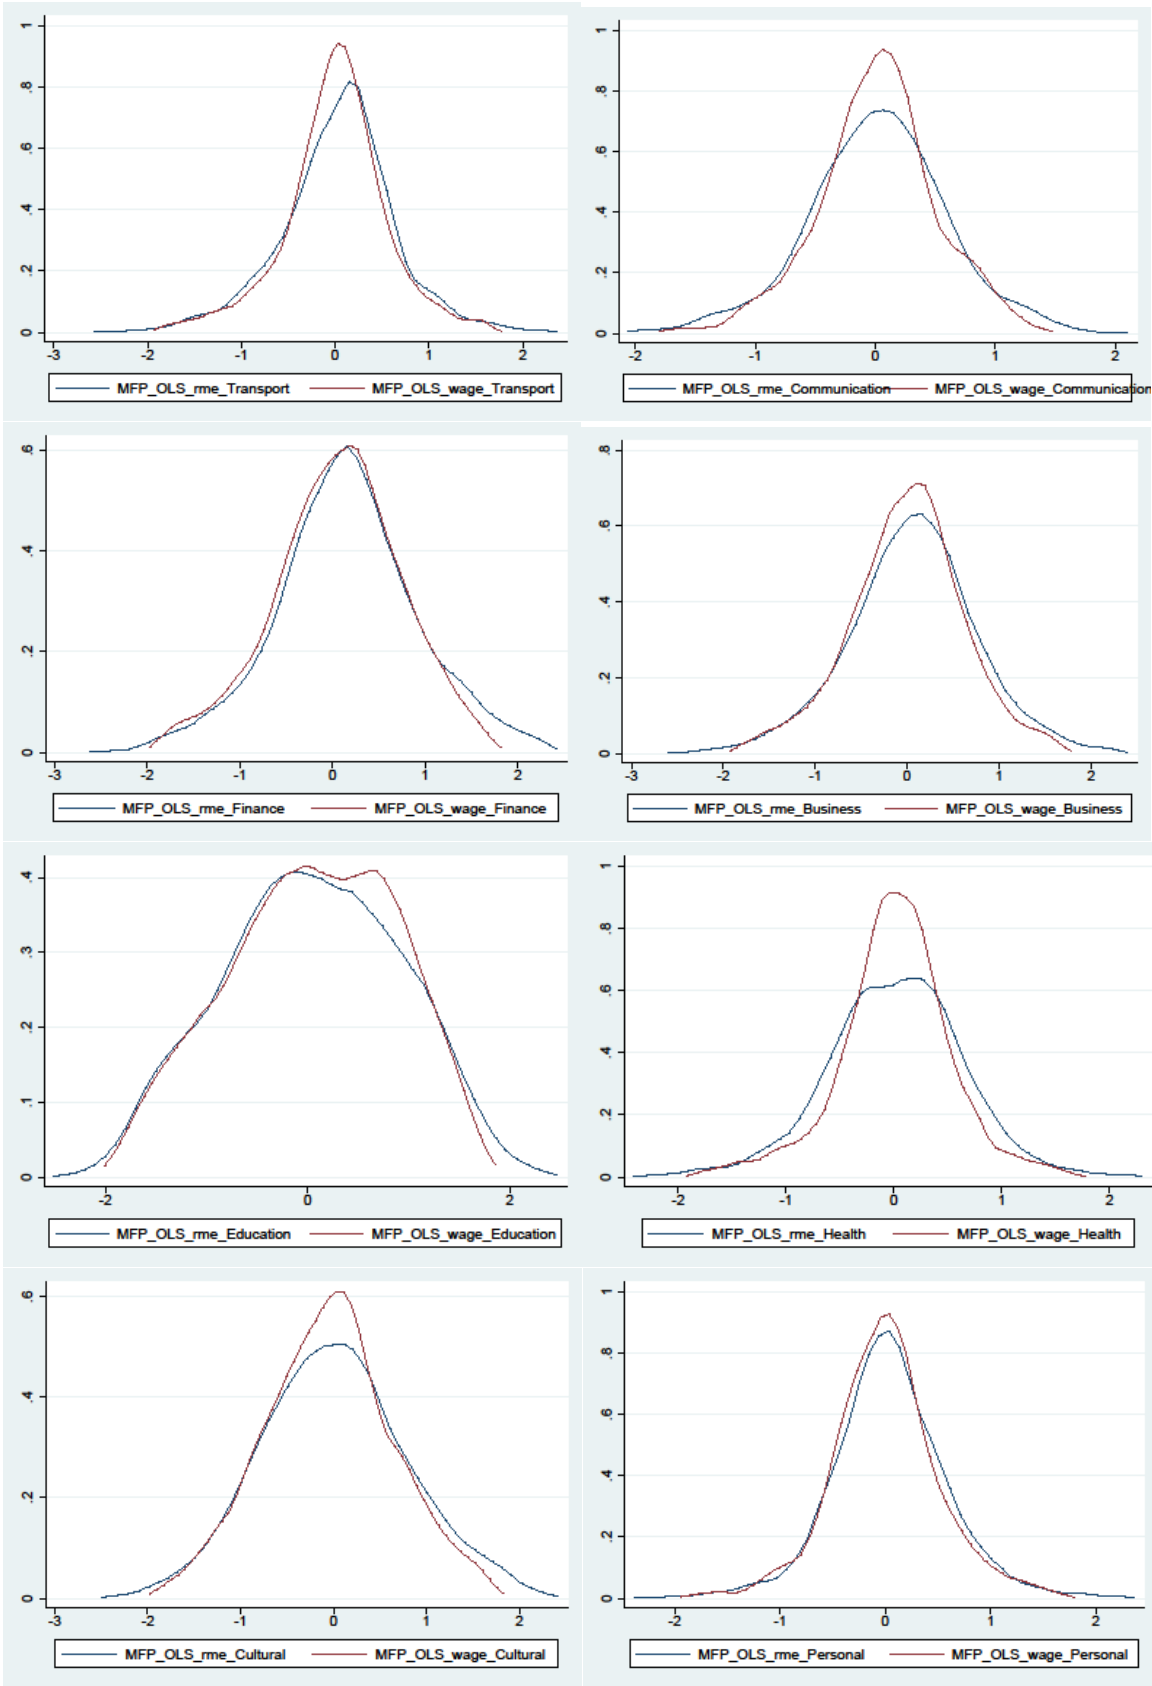 1
.8
.6
.4
.2
0
-3 -2 -1 0 1 2
MFP_OLS_rme_Transport MFP_OLS_wage_Transport
1
.8
.6
.4
.2
0
-2 -1 0 1 2
MFP_OLS_rme_Communication MFP_OLS_wage_Communication
.6
.4
.2
0
-3 -2 -1 0 1 2
MFP_OLS_rme_Finance MFP_OLS_wage_Finance
.8
.6
.4
.2
0
-3 -2 -1 0 1 2
MFP_OLS_rme_Business MFP_OLS_wage_Business
.4
.3
.2
.1
0
-2 0 2
MFP_OLS_rme_Education MFP_OLS_wage_Education
1
.8
.6
.4
.2
0
-2 -1 0 1 2
MFP_OLS_rme_Health MFP_OLS_wage_Health
.6
.4
.2
0
-3 -2 -1 0 1 2
MFP_OLS_rme_Cultural MFP_OLS_wage_Cultural
1
.8
.6
.4
.2
0
-2 -1 0 1 2
MFP_OLS_rme_Personal MFP_OLS_wage_Personal